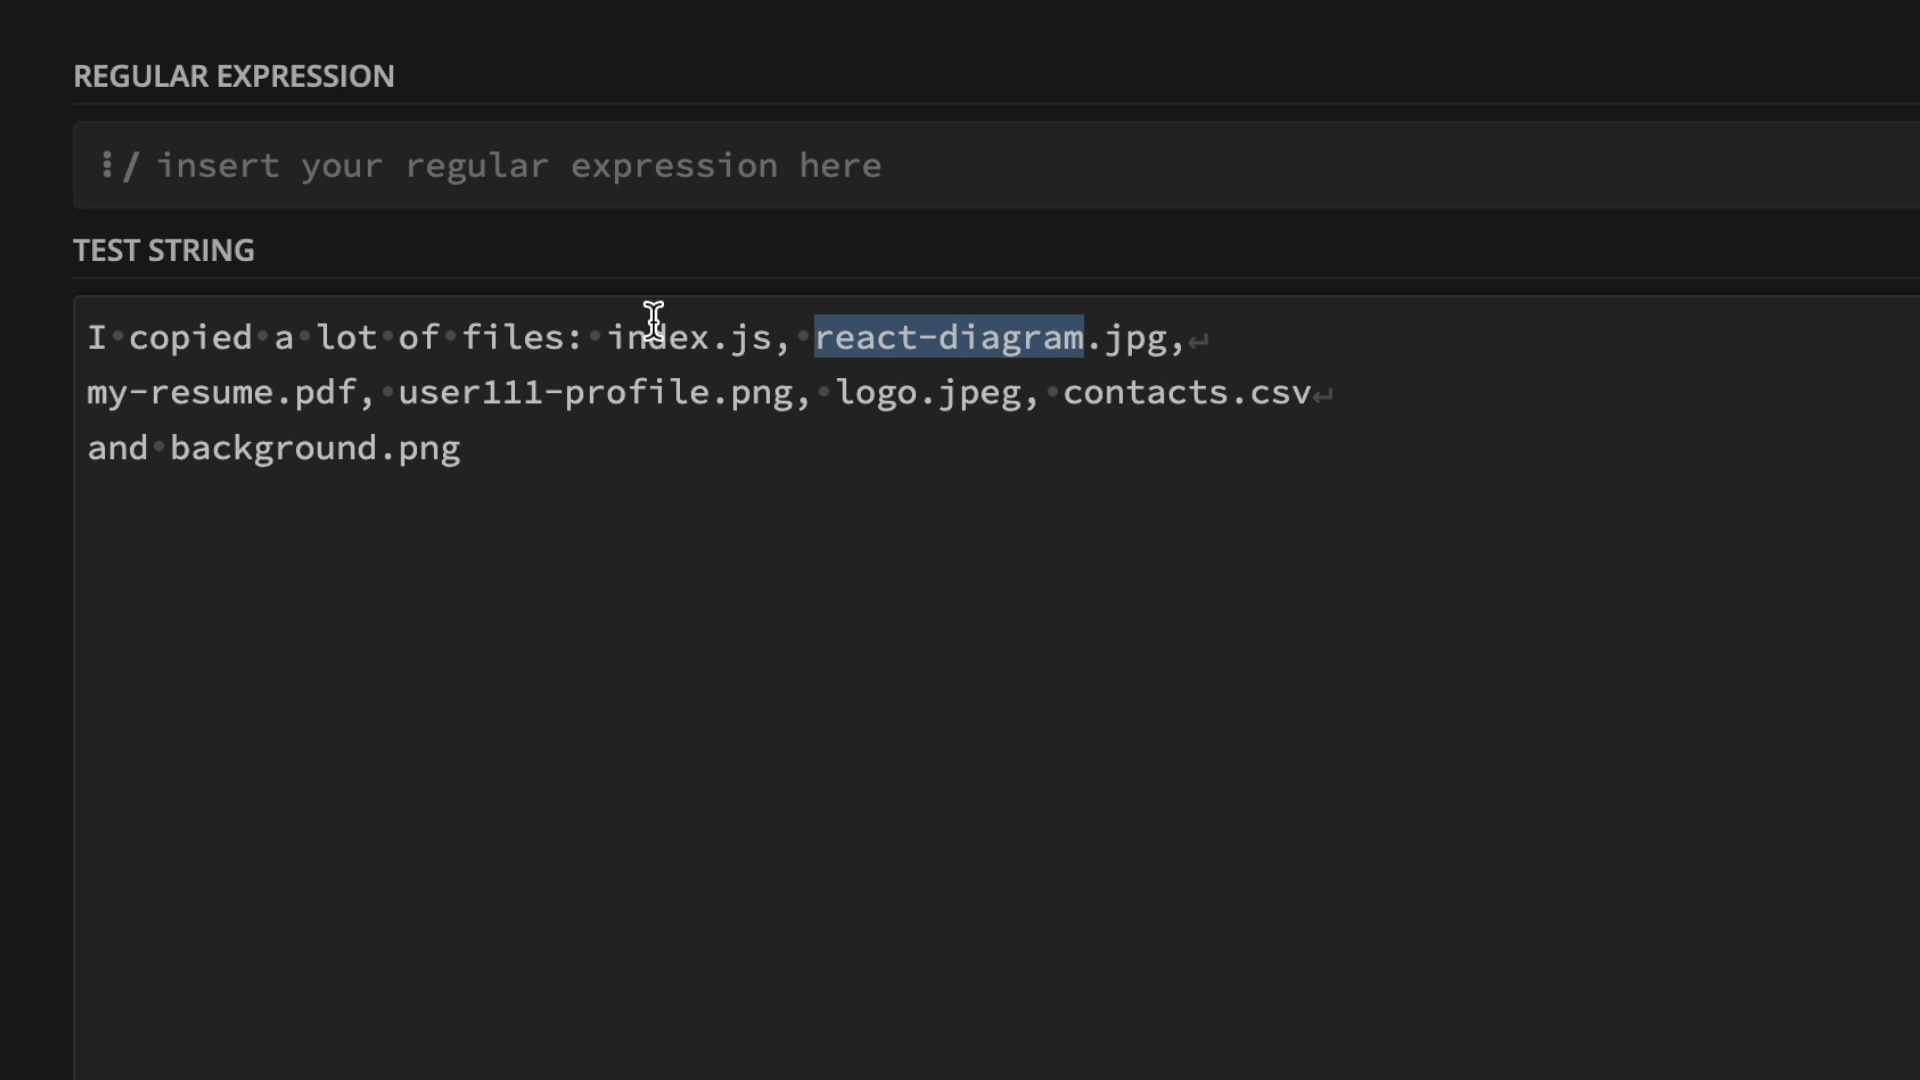 REGULAR EXPRESSION
/ insert your regular expression here
TEST STRING
I copied a lot of files: index.js, react-diagram.jpg,
my-resume.pdf, user111-profile.png, logo.jpeg, contacts.csv
and background.png